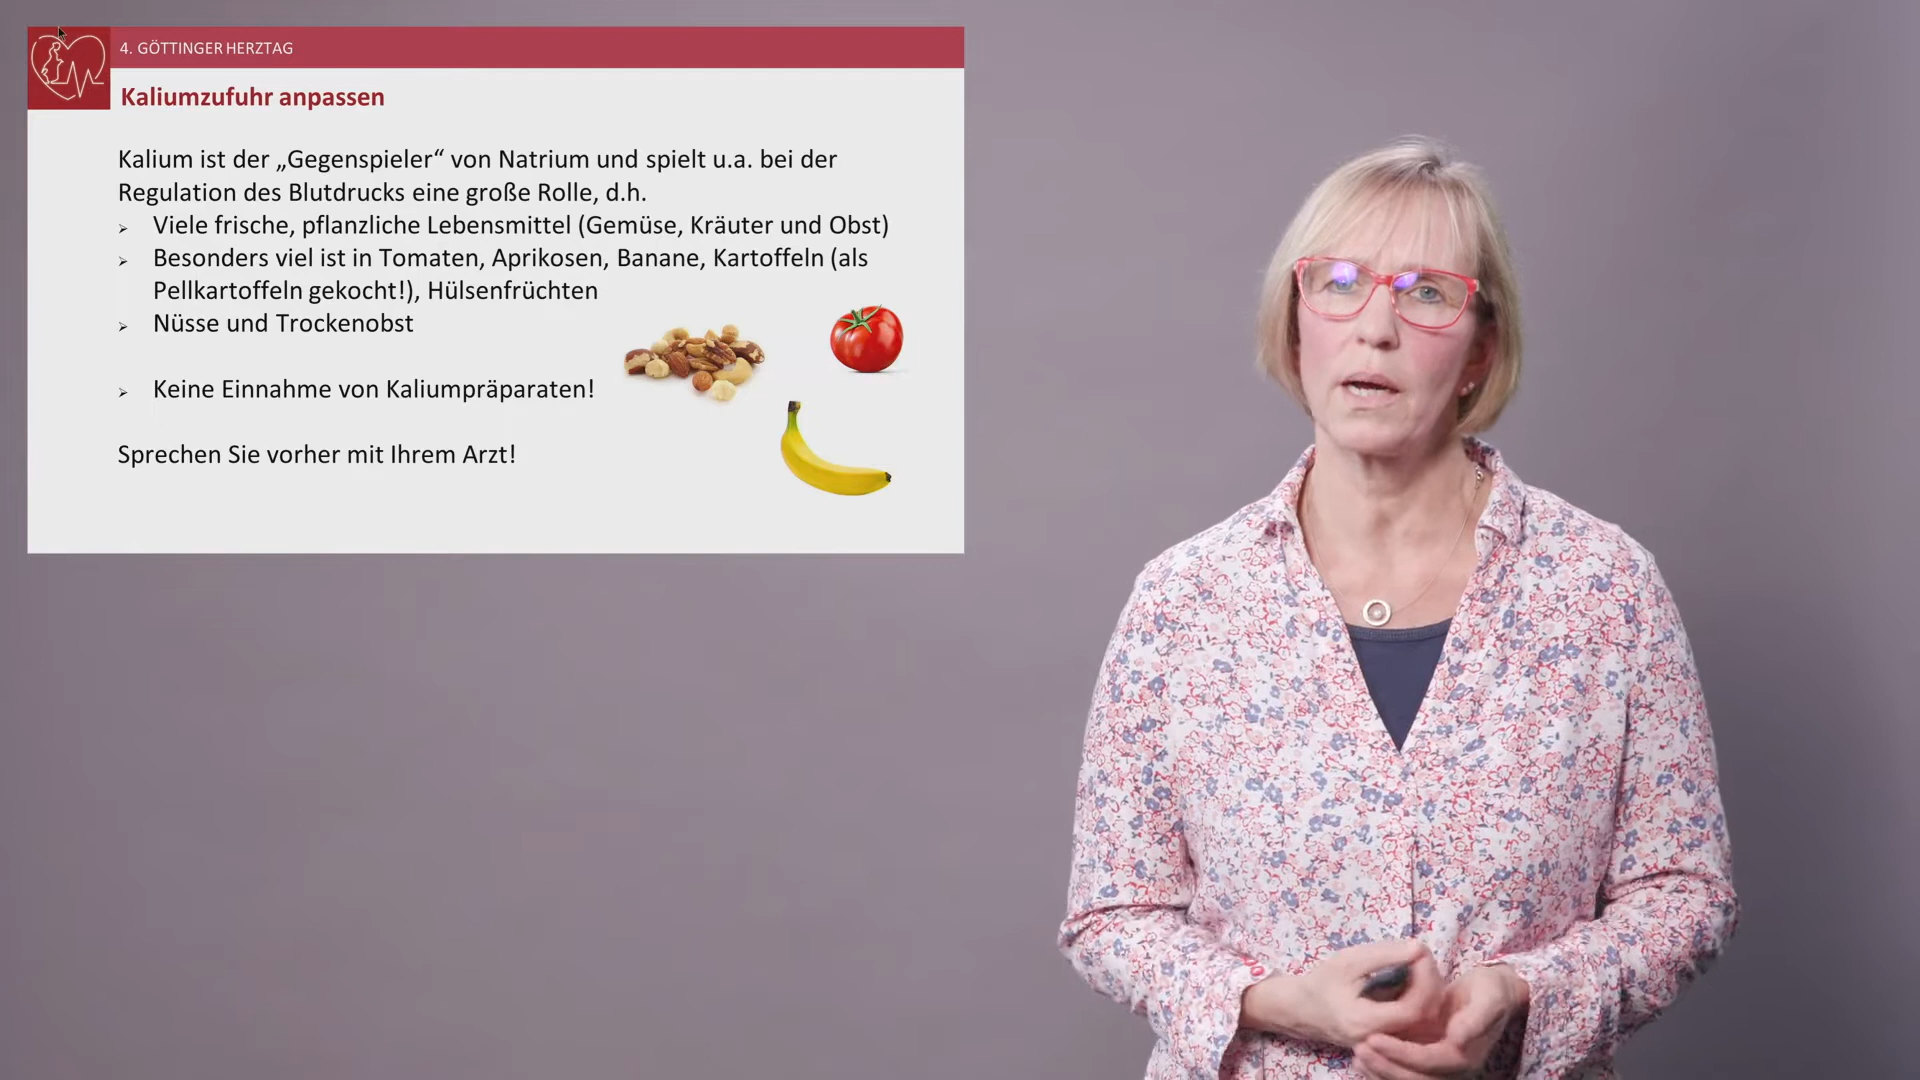 4. GÖTTINGER HERZTAG
Kaliumzufuhr anpassen
Kalium ist der „Gegenspieler“ von Natrium und spielt u.a. bei der
Regulation des Blutdrucks eine große Rolle, d.h.
Viele frische, pflanzliche Lebensmittel (Gemüse, Kräuter und Obst)
Besonders viel ist in Tomaten, Aprikosen, Banane, Kartoffeln (als
Pellkartoffeln gekocht!), Hülsenfrüchten
Nüsse und Trockenobst
Keine Einnahme von Kaliumpräparaten!
Sprechen Sie vorher mit Ihrem Arzt!